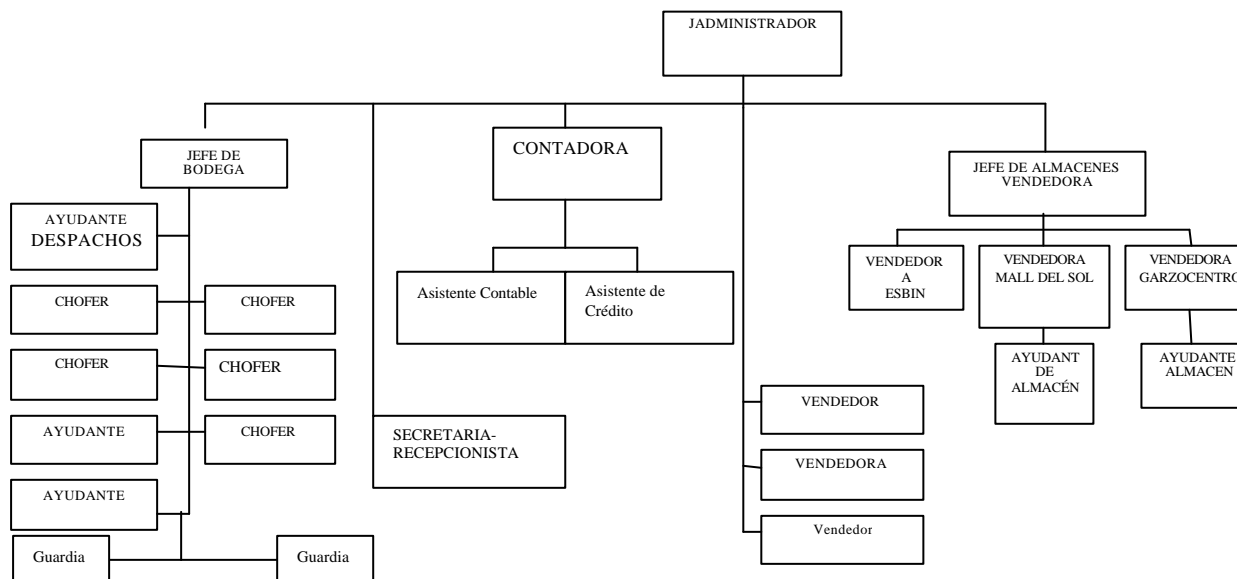 JADMINISTRADOR
JEFE DE
BODEGA
CONTADORA
JEFE DE ALMACENES
VENDEDORA
AYUDANTE
DESPACHOS
VENDEDOR
A
ESBIN
VENDEDORA
MALL DEL SOL
VENDEDORA
GARZOCENTRO
Asistente Contable
Asistente de
Crédito
CHOFER
CHOFER
CHOFER
CHOFER
AYUDANT
DE
ALMACÉN
AYUDANTE
ALMACEN
AYUDANTE
CHOFER
SECRETARIA-
RECEPCIONISTA
VENDEDOR
VENDEDORA
AYUDANTE
Vendedor
Guardia
Guardia